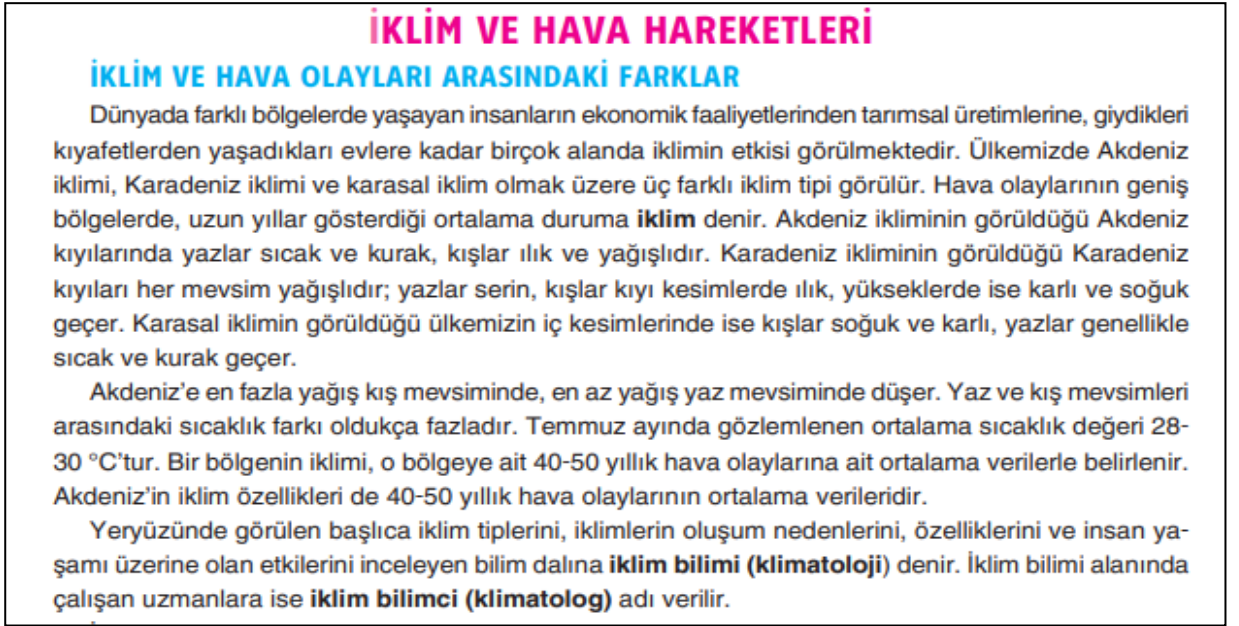 İKLİM VE HAVA HAREKETLERİ
İKLİM VE HAVA OLAYLARI ARASINDAKİ FARKLAR
Dünyada farklı bölgelerde yaşayan insanların ekonomik faaliyetlerinden tarımsal üretimlerine, giydikleri
kıyafetlerden yaşadıkları evlere kadar birçok alanda iklimin etkisi görülmektedir. Ülkemizde Akdeniz
iklimi, Karadeniz iklimi ve karasal iklim olmak üzere üç farklı iklim tipi görülür. Hava olaylarının geniş
bölgelerde, uzun yıllar gösterdiği ortalama duruma iklim denir. Akdeniz ikliminin görüldüğü Akdeniz
kıyılarında yazlar sıcak ve kurak, kışlar ılık ve yağışlıdır. Karadeniz ikliminin görüldüğü Karadeniz
kıyıları her mevsim yağışlıdır; yazlar serin, kışlar kıyı kesimlerde ılık, yükseklerde ise karlı ve soğuk
geçer. Karasal iklimin görüldüğü ülkemizin iç kesimlerinde ise kışlar soğuk ve karlı, yazlar genellikle
sıcak ve kurak geçer.
Akdeniz’e en fazla yağış kış mevsiminde, en az yağış yaz mevsiminde düşer. Yaz ve kış mevsimleri
arasındaki sıcaklık farkı oldukça fazladır. Temmuz ayında gözlemlenen ortalama sıcaklık değeri 28-
30 °C’tur. Bir bölgenin iklimi, o bölgeye ait 40-50 yıllık hava olaylarına ait ortalama verilerle belirlenir.
Akdeniz’in iklim özellikleri de 40-50 yıllık hava olaylarının ortalama verileridir.
Yeryüzünde görülen başlıca iklim tiplerini, iklimlerin oluşum nedenlerini, özelliklerini ve insan ya-
şamı üzerine olan etkilerini inceleyen bilim dalına iklim bilimi (klimatoloji) denir. İklim bilimi alanında
çalışan uzmanlara ise iklim bilimci (klimatolog) adı verilir.